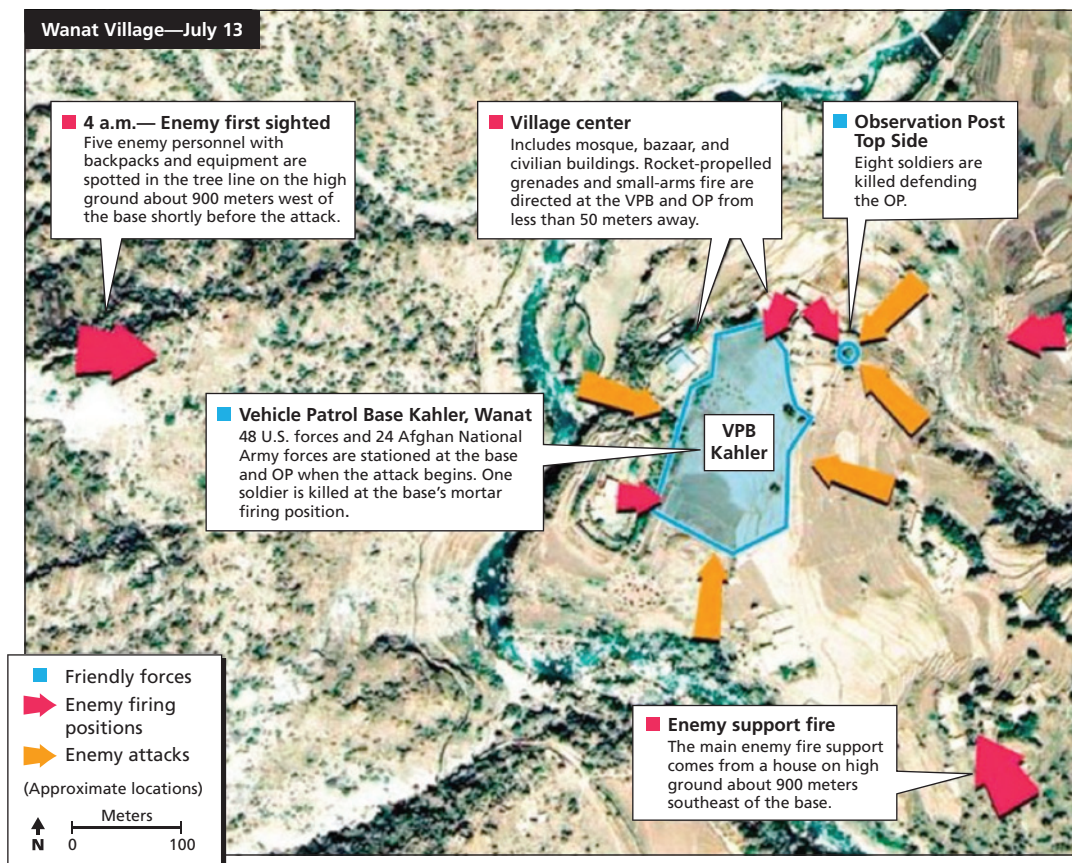 Wanat Village—July 13
4 a.m.— Enemy first sighted
Five enemy personnel with
backpacks and equipment are
spotted in the tree line on the high
ground about 900 meters west of
the base shortly before the attack.
Village center
Includes mosque, bazaar, and
civilian buildings. Rocket-propelled
grenades and small-arms fire are
directed at the VPB and OP from
less than 50 meters away.
Observation Post
Top Side
Eight soldiers are
killed defending
the OP.
Vehicle Patrol Base Kahler, Wanat
48 U.S. forces and 24 Afghan National
Army forces are stationed at the base
and OP when the attack begins. One
soldier is killed at the base’s mortar
firing position.
VPB
Kahler
Friendly forces
Enemy firing
positions
Enemy attacks
(Approximate locations)
Meters
N 0 100
Enemy support fire
The main enemy fire support
comes from a house on high
ground about 900 meters
southeast of the base.